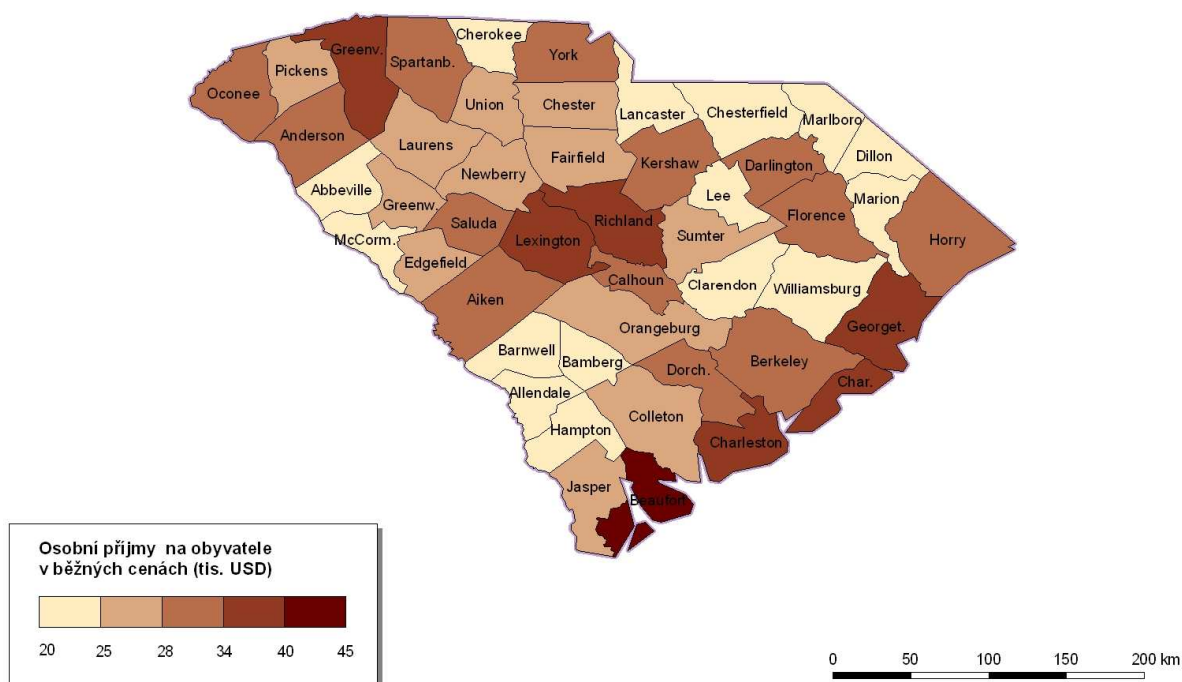 Cherokee
Greenv.
York
Spartanb.
Pickens
Oconee
Union
Chester
Lancaster
Chesterfield
Marlboro
Anderson
Laurens
Fairfield
Kershaw
Darlington
Dillon
Newberry
Abbeville
Greenw.
Lee
Marion
Saluda
Richland
Florence
McCorm.
Lexington
Sumter
Horry
Edgefield
Calhoun
Clarendon
Williamsburg
Aiken
Orangeburg
Georget.
Barnwell
Bamberg
Dorch.
Berkeley
Char.
Allendale
Colleton
Hampton
Charleston
Jasper
Beaufort
Osobní příjmy na obyvatele
v běžných cenách (tis. USD)
20 25 28 34 40 45
0 50 100 150 200 km